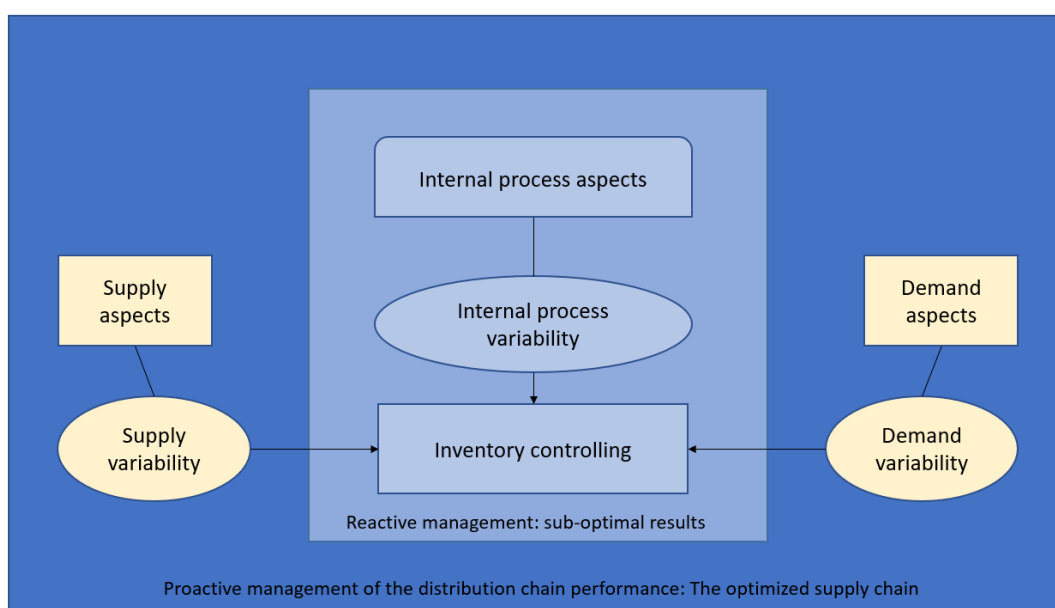 Internal process aspects
Supply
aspects
Demand
aspects
Internal process
variability
Supply
variability
Inventory controlling
Demand
variability
Reactive management: sub-optimal results
Proactive management of the distribution chain performance: The optimized supply chain